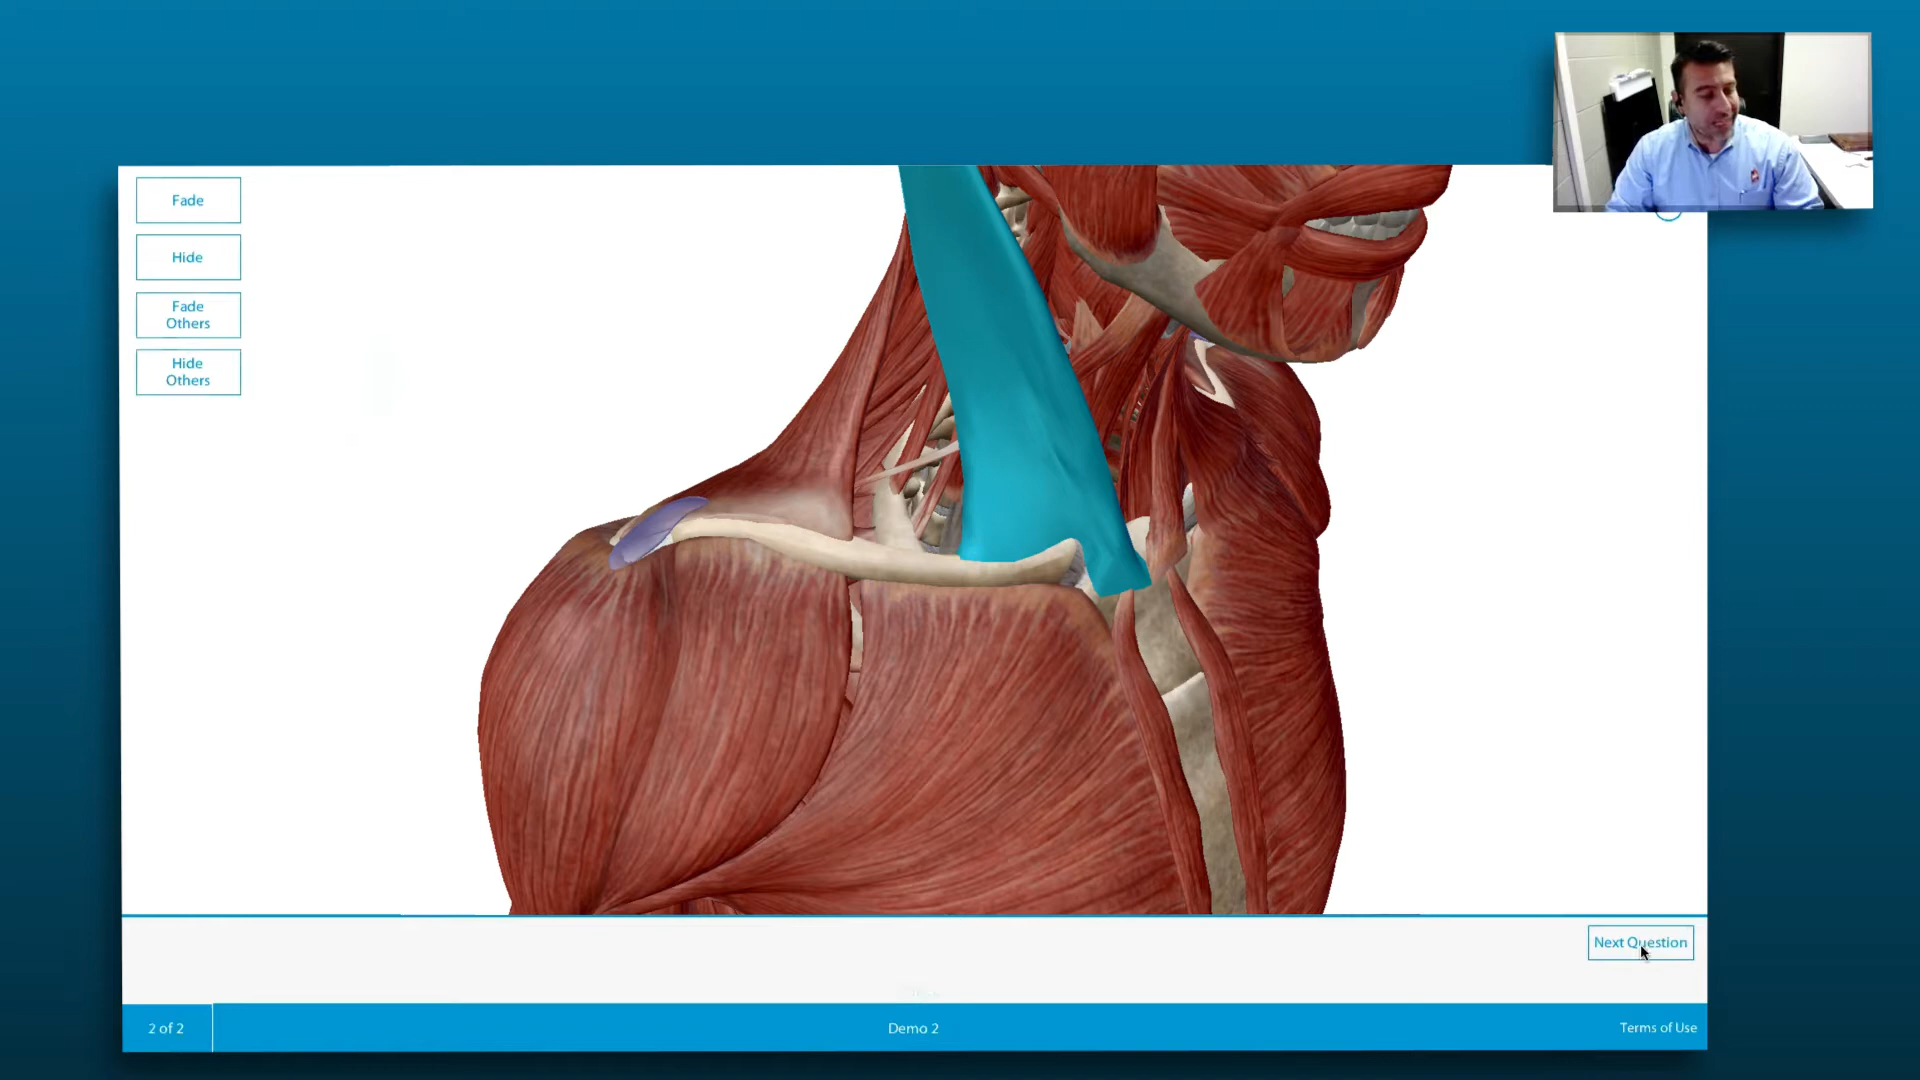 Fade
Hide
Fade
Others
Hide
Others
Next Question
2 of 2
Demo 2
Terms of Use